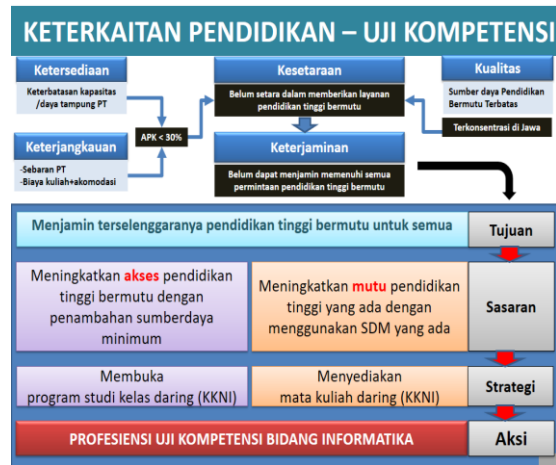 KETERKAITAN PENDIDIKAN – UJI KOMPETENSI
Ketersediaan
Keterbatasan kapasitas
/daya tampung PT
Keterjangkauan
-Sebaran PT
-Biaya kuliah+akomodasi
APK < 30%
Kesetaraan
Belum setara dalam memberikan layanan
pendidikan tinggi bermutu
Keterjaminan
Belum dapat menjamin memenuhi semua
permintaan pendidikan tinggi bermutu
Kualitas
Sumber daya Pendidikan
Bermutu Terbatas
Terkonsentrasi di Jawa
Menjamin terselenggaranya pendidikan tinggi bermutu untuk semua
Tujuan
Meningkatkan akses pendidikan
tinggi bermutu dengan
penambahan sumberdaya
minimum
Meningkatkan mutu pendidikan
tinggi yang ada dengan
menggunakan SDM yang ada
Sasaran
Membuka
program studi kelas daring (KKNI)
Menyediakan
mata kuliah daring (KKNI)
Strategi
PROFESIENSI UJI KOMPETENSI BIDANG INFORMATIKA
Aksi